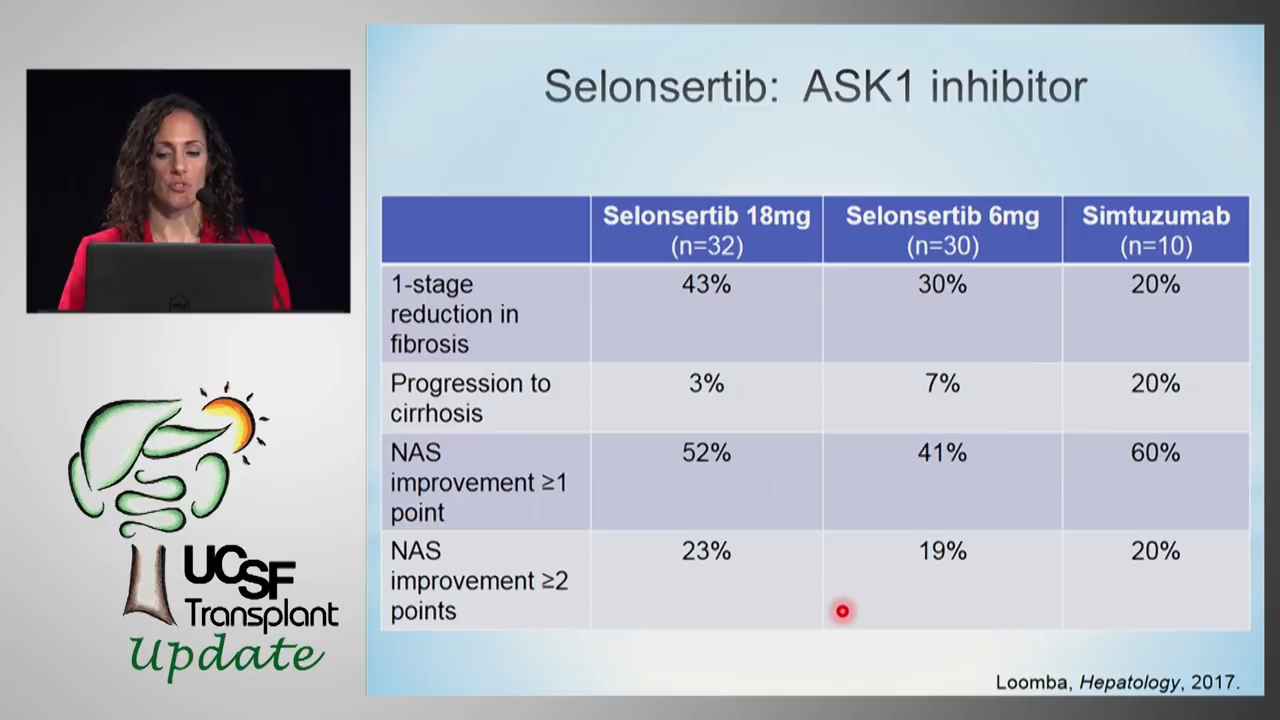 Selonsertib: ASK1 inhibitor
Selonsertib 18mg
(n=32)
Selonsertib 6mg
(n=30)
Simtuzumab
(n=10)
1-stage
reduction in
fibrosis
43%
30%
20%
Progression to
cirrhosis
3%
7%
20%
NAS
improvement ≥1
point
52%
41%
60%
NAS
improvement ≥2
points
23%
19%
20%
Loomba, Hepatology, 2017.
UCSF
Transplant
Update
DELL